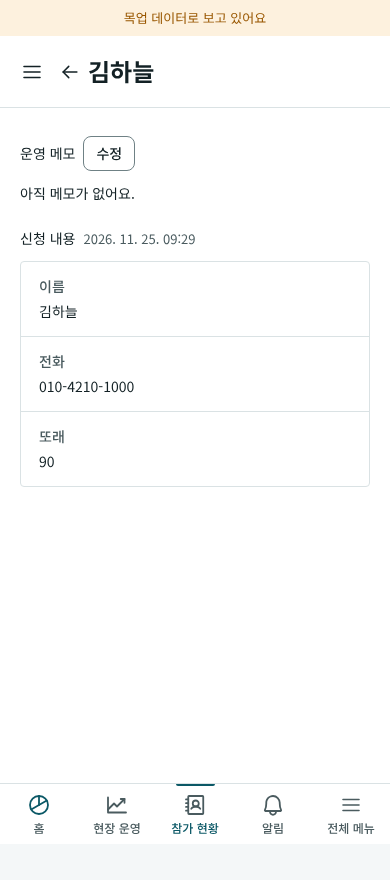 목업 데이터로 보고 있어요
김하늘
운영 메모 수정
아직 메모가 없어요.
신청 내용 2026. 11. 25. 09:29
이름
김하늘
전화
010-4210-1000
또래
90
홈 현장 운영 참가 현황 알림 전체 메뉴